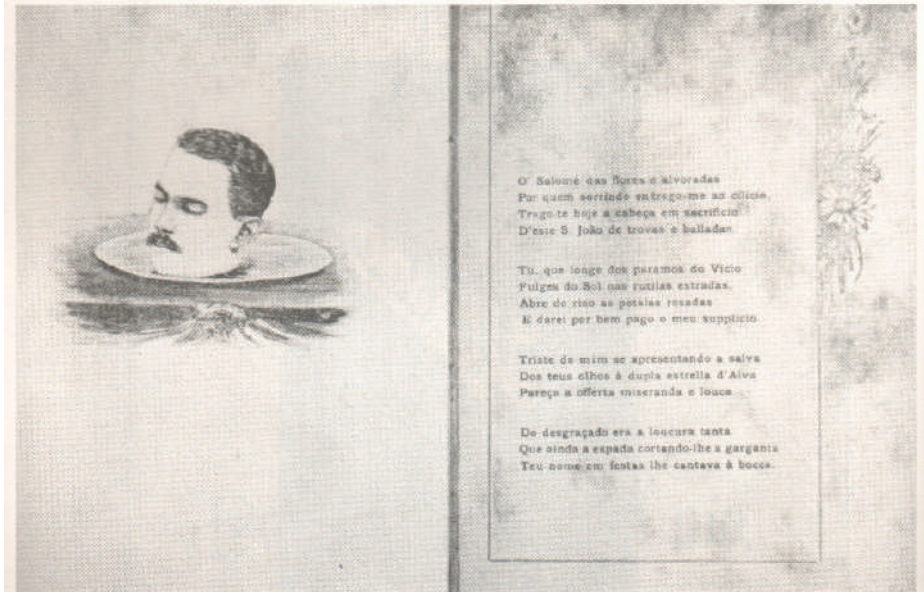 O' Salomé das flores e alvoradas
Por quem sorrindo entrego-me ao cilicio,
Trago-te hoje a cabeça em sacrificio
D'este S. João de trovas e balladas.
Tu, que longe dos paramos do Vicio
Fulges do Sol nas rutilas estradas,
Abre do riso as petalas rosadas
E darei por bem pago o meu supplicio.
Triste de mim se apresentando a salva
Dos teus olhos á dupla estrella d'Alva
Pareça a offerta miseranda e louca...
Do desgraçado era a loucura tanta
Que ainda a espada cortando-lhe a garganta
Teu nome em festas lhe cantava á bocca.